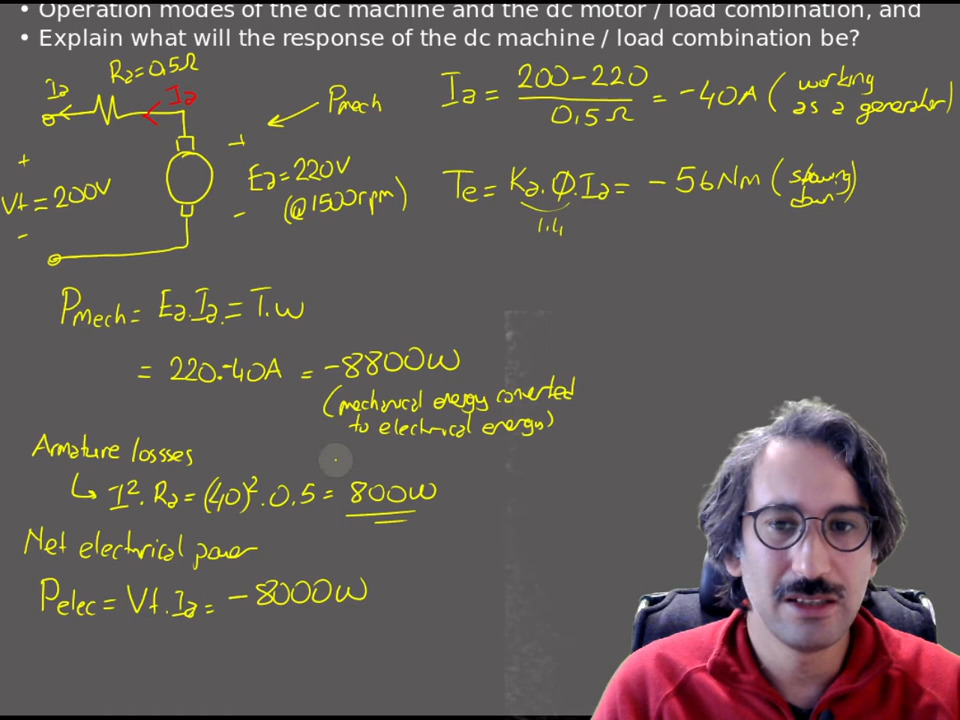 • Operation modes of the dc machine and the dc motor / load combination, and
• Explain what will the response of the dc machine / load combination be?
Ra=0.5Ω
Ia
Ia
Pmech
+
Vt=200V
-
+
Ea=220V
(@1500rpm)
-
Ia = 200-220 / 0.5Ω = -40A (working as a generator)
Te = Ka.Φ.Ia = -56Nm (slowing down)
1.4
Pmech = Ea.Ia = T.w
= 220.-40A = -8800W
(mechanical energy converted
to electrical energy)
Armature lossses
↳ I².Ra = (40)².0.5 = 800W
Net electrical power
Pelec = Vt.Ia = -8000W